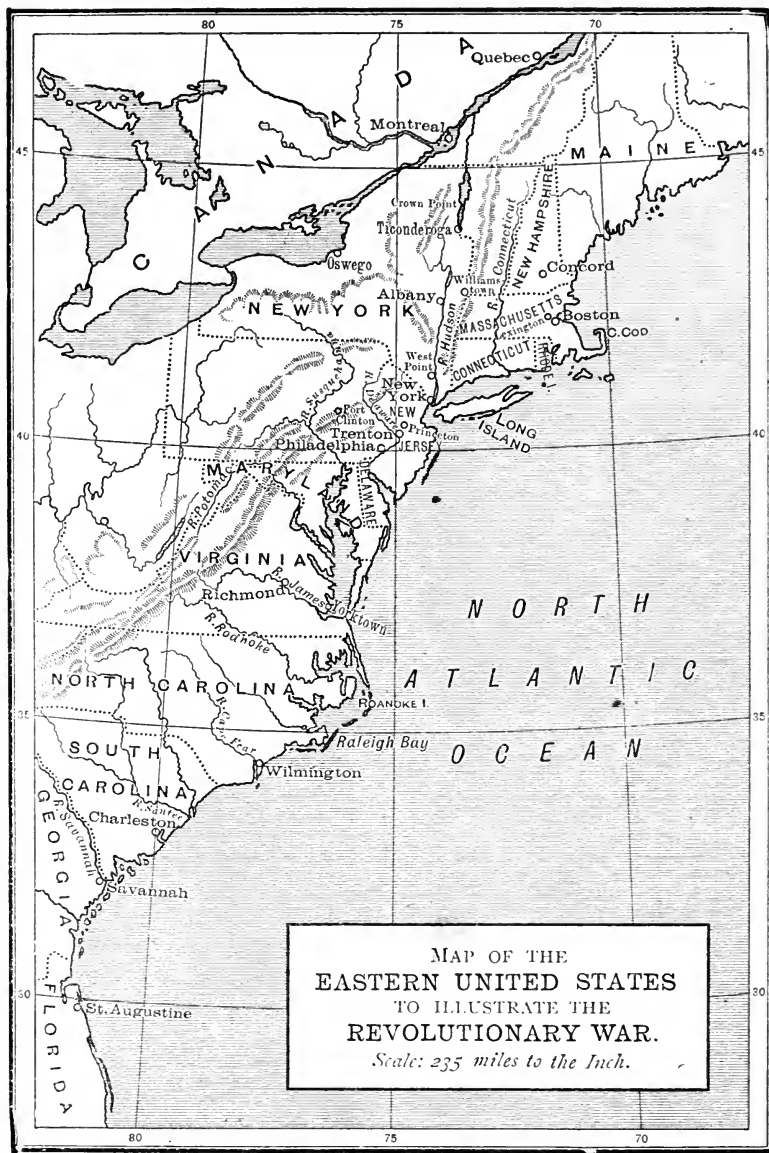 80 75 70
Quebec
CANADA
Montreal
45 MAINE 45
Crown Point
Ticonderoga
R. Connecticut
NEW HAMPSHIRE
Oswego
Concord
Williams
town
NEW YORK
Albany
MASSACHUSETTS
Lexington
Boston
C. COD
R. Hudson
CONNECTICUT
RHODE I.
West
Point
R. Susquehanna
R. Delaware
New
York
NEW
JERSEY
LONG
ISLAND
Port
Clinton
Princeton
Trenton
40 Philadelphia 40
MARYLAND
DELAWARE
R. Potomac
VIRGINIA
R. James
Richmond
Yorktown
R. Roanoke
NORTH
ATLANTIC
OCEAN
NORTH CAROLINA
ROANOKE I.
35 35
R. Cape Fear
Raleigh Bay
SOUTH
CAROLINA
Wilmington
R. Santee
Charleston
GEORGIA
R. Savannah
Savannah
30 30
St. Augustine
FLORIDA
MAP OF THE
EASTERN UNITED STATES
TO ILLUSTRATE THE
REVOLUTIONARY WAR.
Scale: 235 miles to the Inch.
80 75 70